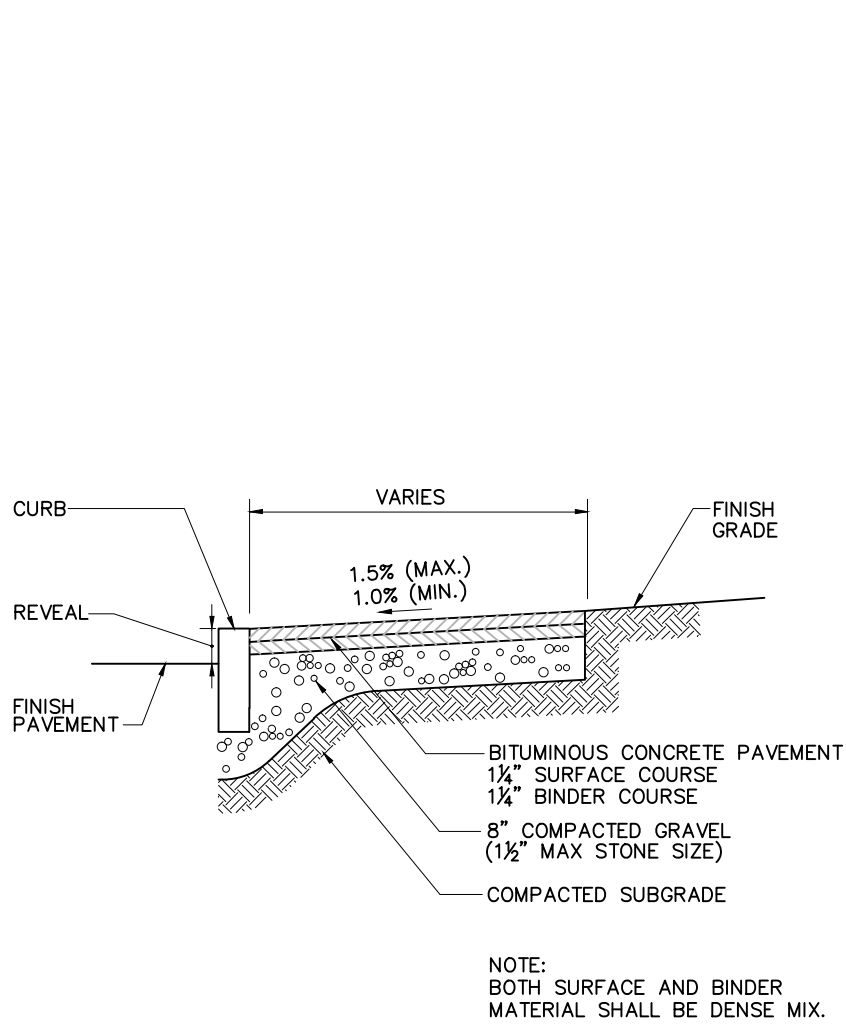 VARIES
CURB
FINISH
GRADE
1.5% (MAX.)
1.0% (MIN.)
REVEAL
FINISH
PAVEMENT
BITUMINOUS CONCRETE PAVEMENT
1¼” SURFACE COURSE
1¼” BINDER COURSE
8” COMPACTED GRAVEL
(1½” MAX STONE SIZE)
COMPACTED SUBGRADE
NOTE:
BOTH SURFACE AND BINDER
MATERIAL SHALL BE DENSE MIX.